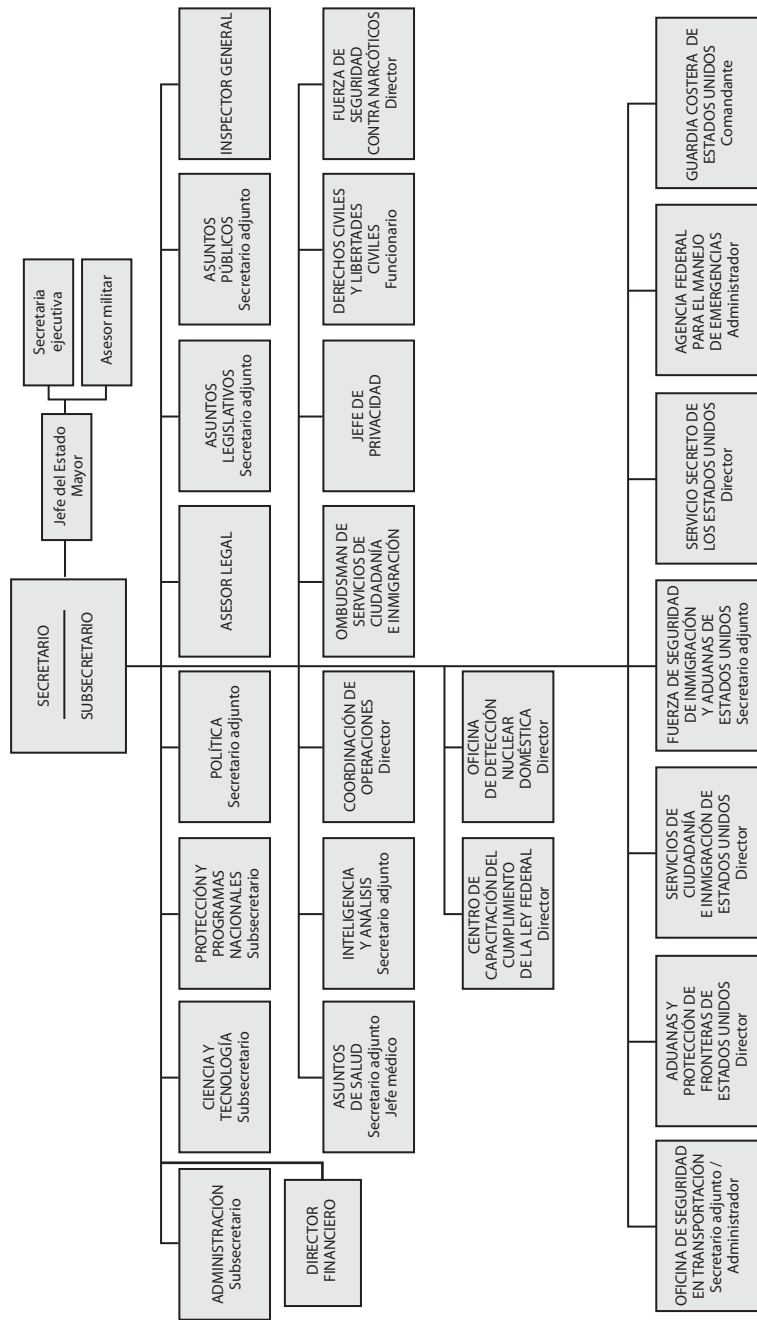 SECRETARIO
SUBSECRETARIO
Jefe del Estado
Mayor
Secretaria
ejecutiva
Asesor militar
ADMINISTRACIÓN
Subsecretario
CIENCIA Y
TECNOLOGÍA
Subsecretario
PROTECCIÓN Y
PROGRAMAS
NACIONALES
Subsecretario
POLÍTICA
Secretario adjunto
ASESOR LEGAL
ASUNTOS
LEGISLATIVOS
Secretario adjunto
ASUNTOS
PÚBLICOS
Secretario adjunto
INSPECTOR GENERAL
DIRECTOR
FINANCIERO
ASUNTOS
DE SALUD
Secretario adjunto
Jefe médico
INTELIGENCIA
Y ANÁLISIS
Secretario adjunto
COORDINACIÓN DE
OPERACIONES
Director
OMBUDSMAN DE
SERVICIOS DE
CIUDADANÍA
E INMIGRACIÓN
JEFE DE
PRIVACIDAD
DERECHOS CIVILES
Y LIBERTADES
CIVILES
Funcionario
FUERZA DE
SEGURIDAD
CONTRA NARCÓTICOS
Director
CENTRO DE
CAPACITACIÓN DEL
CUMPLIMIENTO
DE LA LEY FEDERAL
Director
OFICINA
DE DETECCIÓN
NUCLEAR
DOMÉSTICA
Director
OFICINA DE SEGURIDAD
EN TRANSPORTACIÓN
Secretario adjunto /
Administrador
ADUANAS Y
PROTECCIÓN DE
FRONTERAS DE
ESTADOS UNIDOS
Director
SERVICIOS DE
CIUDADANÍA
E INMIGRACIÓN DE
ESTADOS UNIDOS
Director
FUERZA DE SEGURIDAD
DE INMIGRACIÓN
Y ADUANAS DE
ESTADOS UNIDOS
Secretario adjunto
SERVICIO SECRETO DE
LOS ESTADOS UNIDOS
Director
AGENCIA FEDERAL
PARA EL MANEJO
DE EMERGENCIAS
Administrador
GUARDIA COSTERA DE
ESTADOS UNIDOS
Comandante